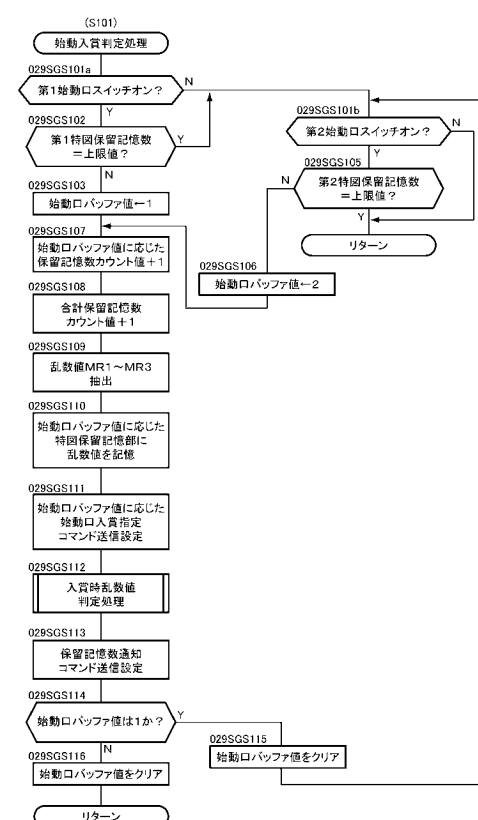 (S101)
始動入賞判定処理
029SGS101a
第1始動口スイッチオン？
N
Y
029SGS102
第1特図保留記憶数
＝上限値？
Y
N
029SGS103
始動口バッファ値←1
029SGS107
始動口バッファ値に応じた
保留記憶数カウント値＋1
029SGS108
合計保留記憶数
カウント値＋1
029SGS109
乱数値MR1～MR3
抽出
029SGS110
始動口バッファ値に応じた
特図保留記憶部に
乱数値を記憶
029SGS111
始動口バッファ値に応じた
始動口入賞指定
コマンド送信設定
029SGS112
入賞時乱数値
判定処理
029SGS113
保留記憶数通知
コマンド送信設定
029SGS114
始動口バッファ値は1か？
Y
N
029SGS116
始動口バッファ値をクリア
リターン
029SGS115
始動口バッファ値をクリア
029SGS101b
第2始動口スイッチオン？
N
Y
029SGS105
第2特図保留記憶数
＝上限値？
N
Y
リターン
029SGS106
始動口バッファ値←2